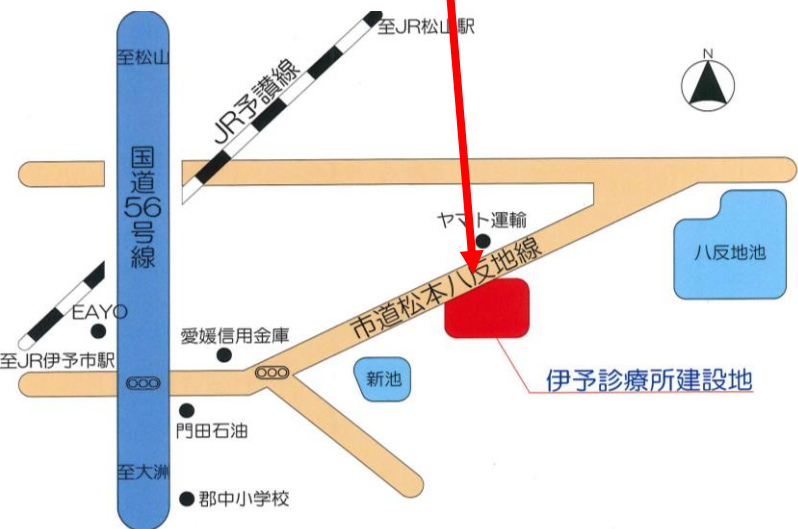 至松山
至JR松山駅
JR予讃線
N
国道56号線
ヤマト運輸
八反地池
市道松本八反地線
EAYO
愛媛信用金庫
至JR伊予市駅
新池
伊予診療所建設地
門田石油
至大洲
郡中小学校